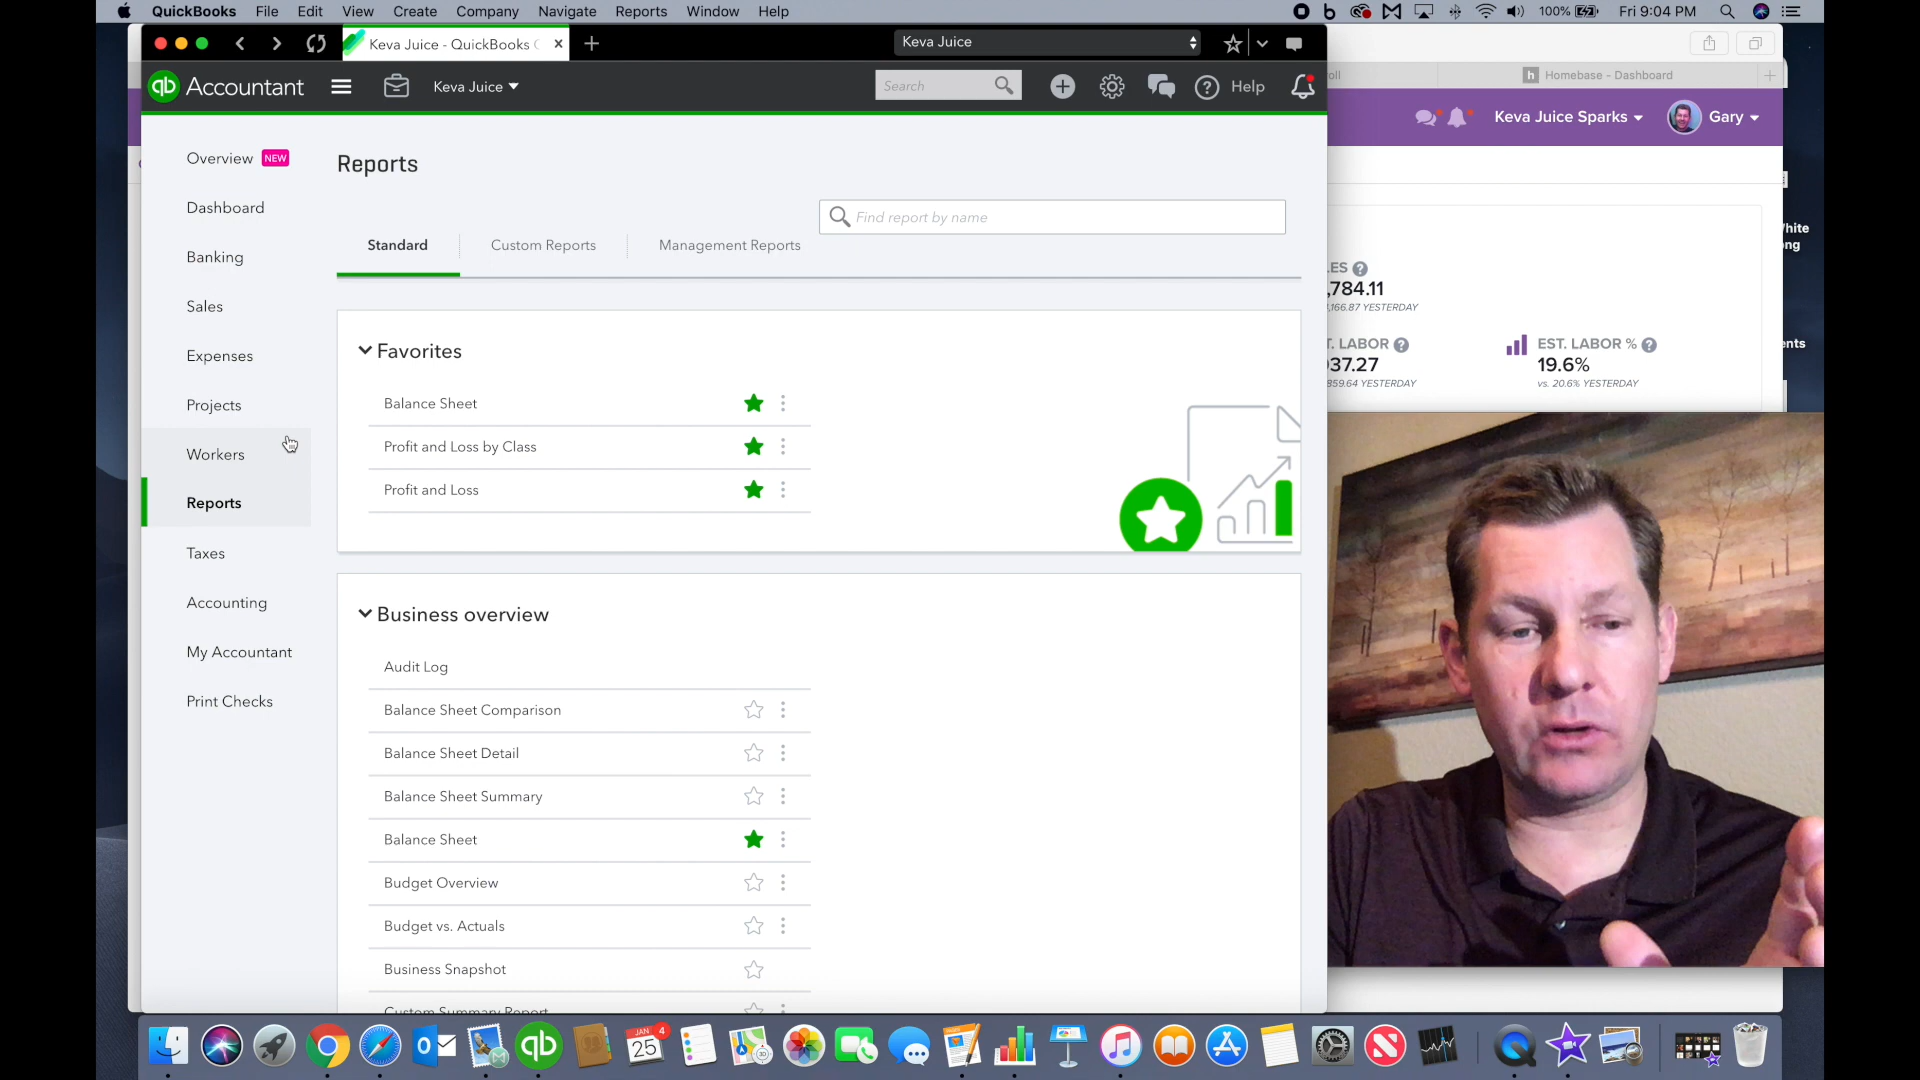 QuickBooks File Edit View Create Company Navigate Reports Window Help 100% Fri 9:04 PM
Keva Juice - QuickBooks Keva Juice
qb Accountant Keva Juice Search Help
h Homebase - Dashboard
Keva Juice Sparks Gary
Overview NEW
Dashboard
Banking
Sales
Expenses
Projects
Workers
Reports
Taxes
Accounting
My Accountant
Print Checks
Reports
Find report by name
Standard Custom Reports Management Reports
Favorites
Balance Sheet
Profit and Loss by Class
Profit and Loss
Business overview
Audit Log
Balance Sheet Comparison
Balance Sheet Detail
Balance Sheet Summary
Balance Sheet
Budget Overview
Budget vs. Actuals
Business Snapshot
Custom Summary Report
,784.11
,166.87 YESTERDAY
LABOR
37.27
859.64 YESTERDAY
EST. LABOR %
19.6%
vs. 20.6% YESTERDAY
JAN 4
25